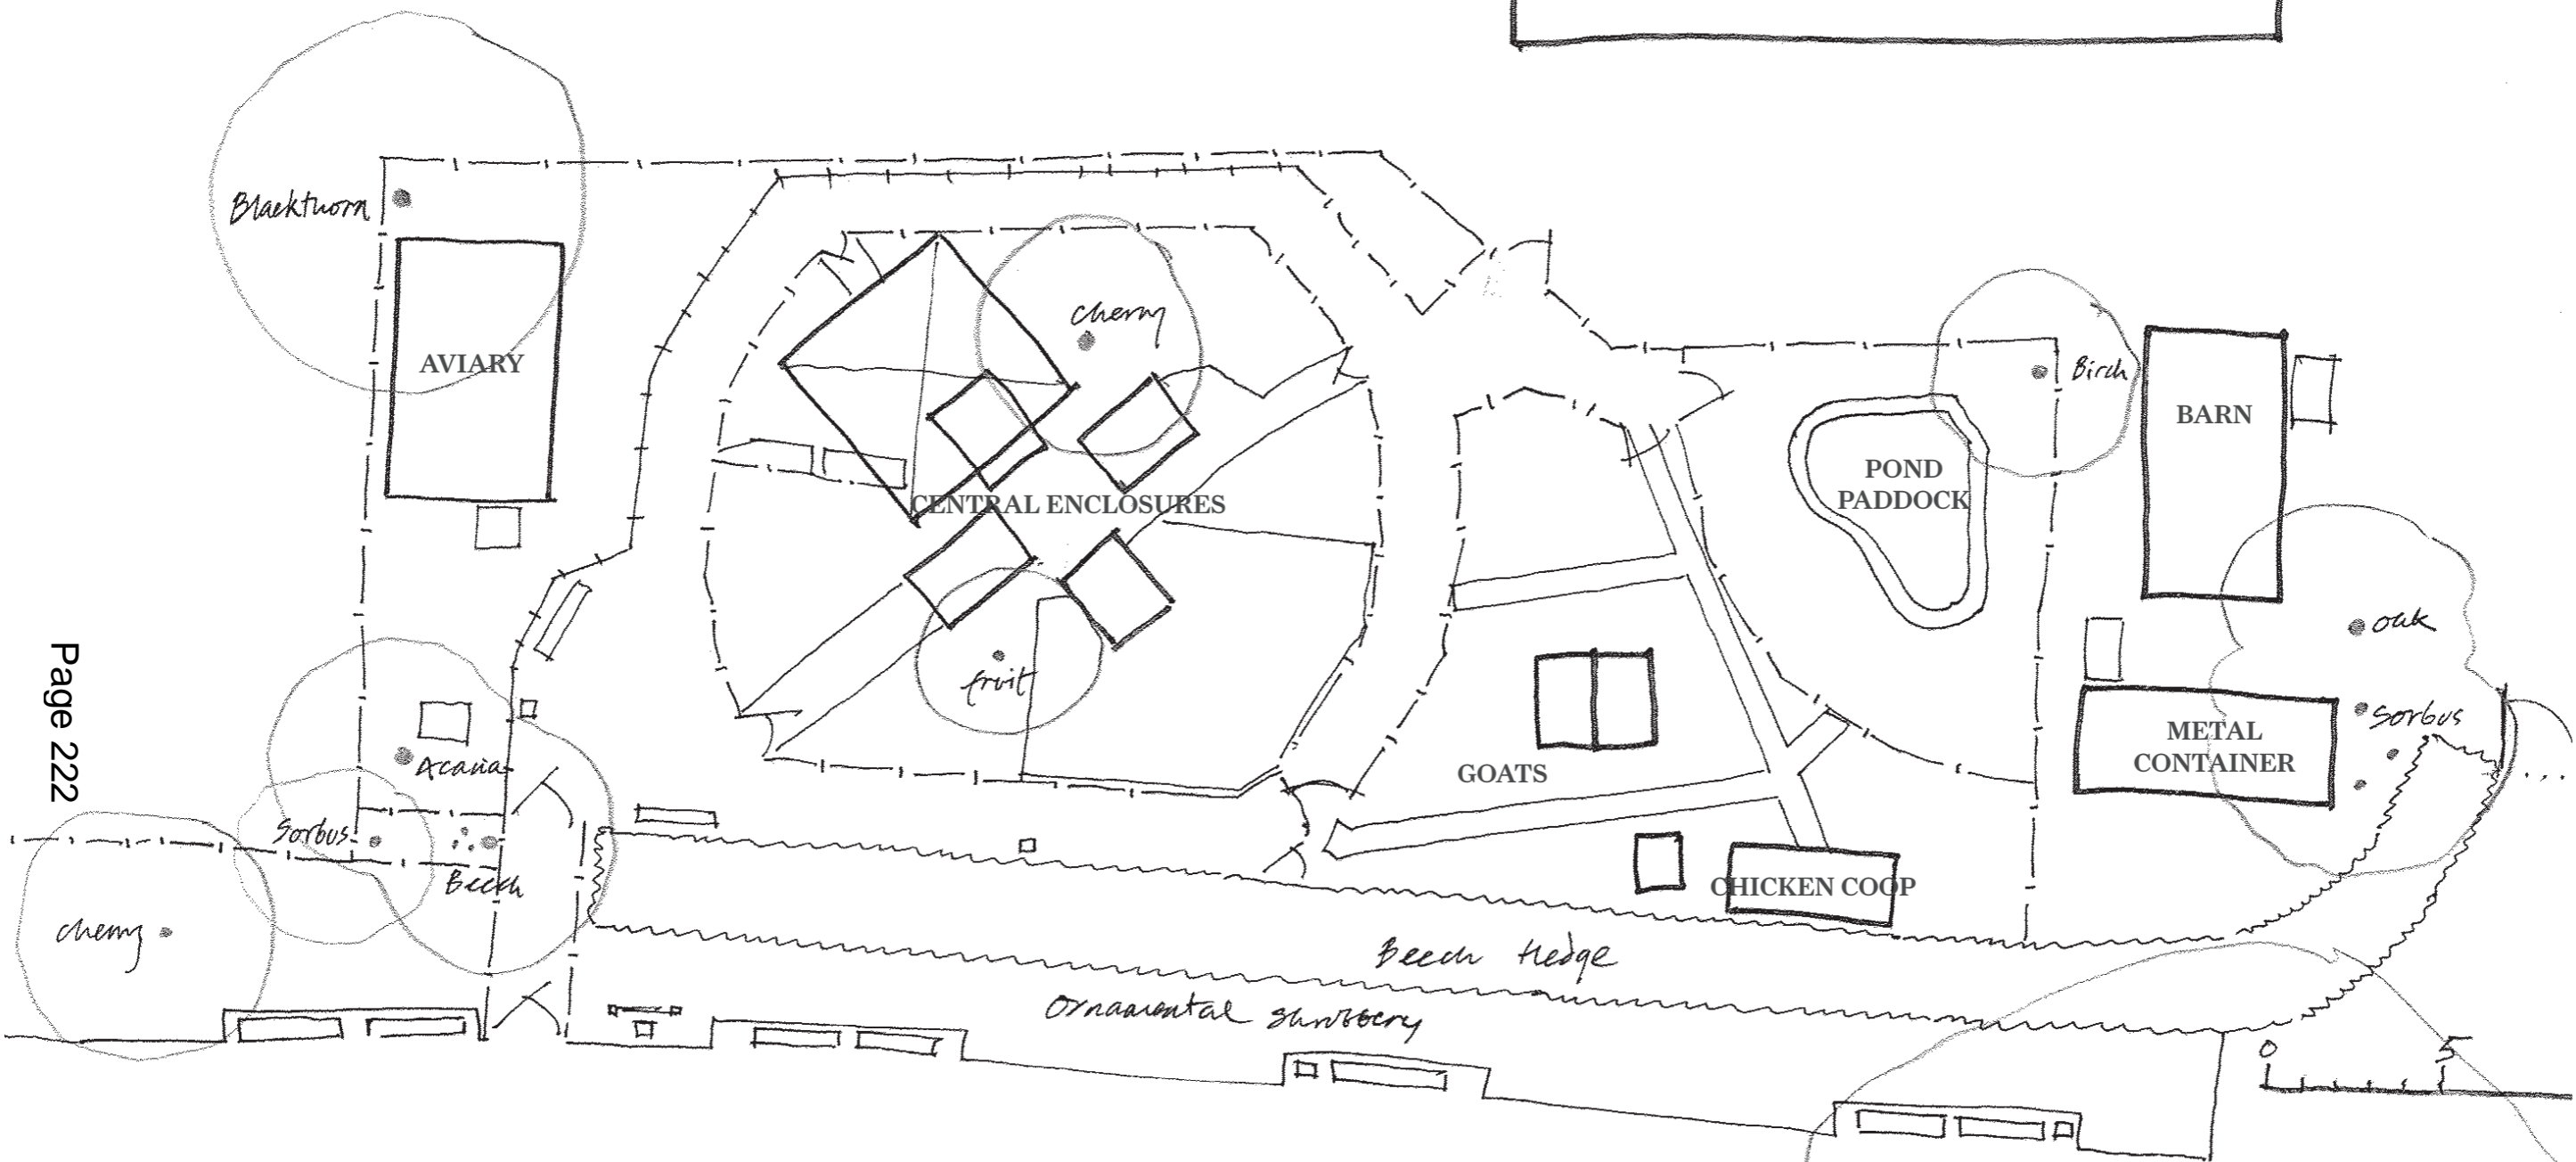 Blackthorn
cherry
AVIARY
Birch
BARN
POND
PADDOCK
CENTRAL ENCLOSURES
oak
fruit
Sorbus
METAL
CONTAINER
Page 222
Acacia
GOATS
Sorbus
Beech
CHICKEN COOP
cherry
Beech Hedge
Ornamental shrubbery
0 5